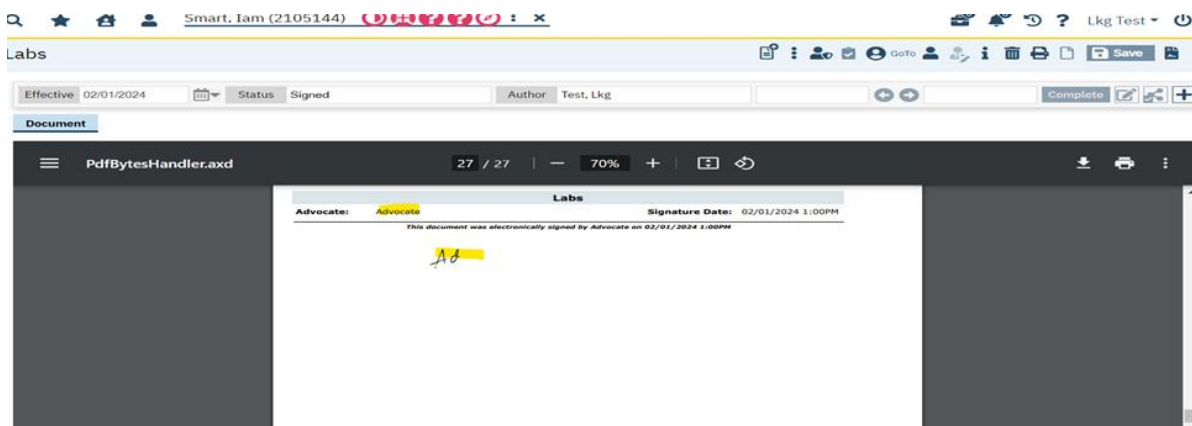 Smart, Iam (2105144)
? Lkg Test
Labs
GoTo
Save
Effective 02/01/2024 Status Signed Author Test, Lkg Complete
Document
PdfBytesHandler.axd 27 / 27 70%
Labs
Advocate: Advocate Signature Date: 02/01/2024 1:00PM
This document was electronically signed by Advocate on 02/01/2024 1:00PM
Ad